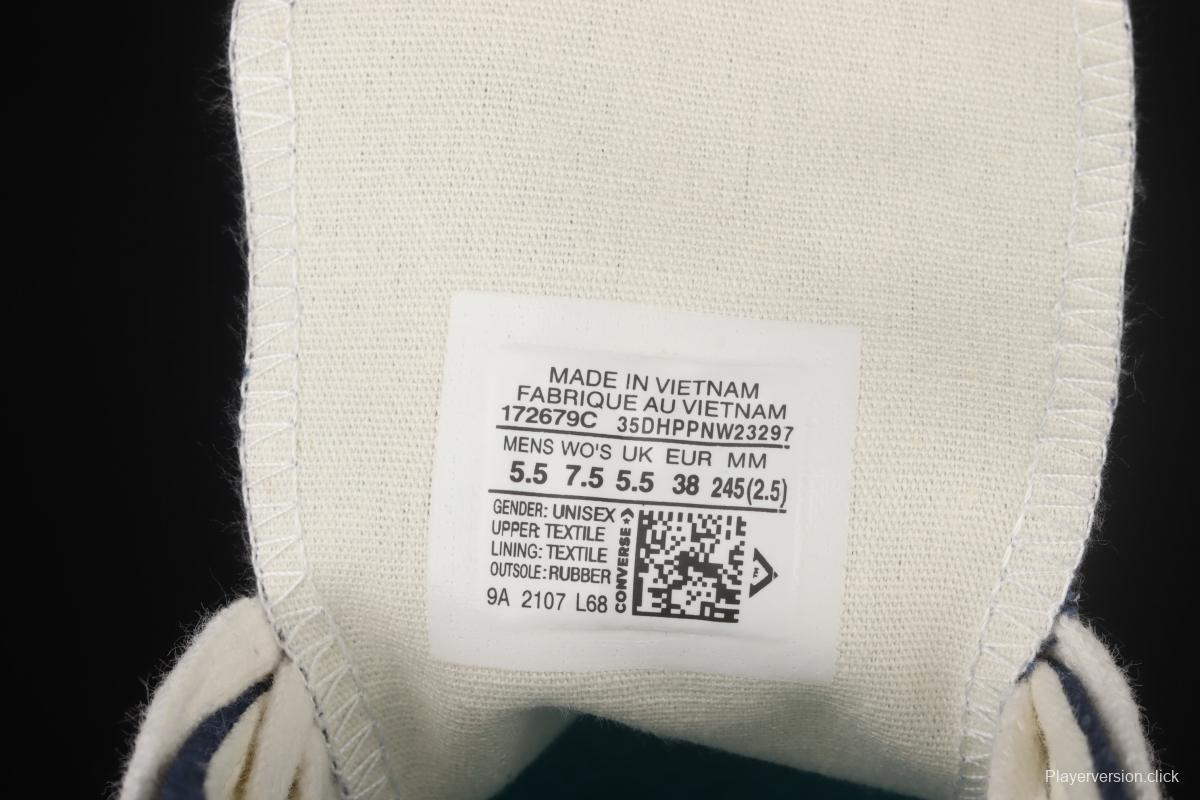 MADE IN VIETNAM
FABRIQUE AU VIETNAM
172679C 35DHPPNW23297
MENS WO'S UK EUR MM
5.5 7.5 5.5 38 245(2.5)
GENDER: UNISEX
UPPER: TEXTILE
LINING: TEXTILE
OUTSOLE: RUBBER
9A 2107 L68
CONVERSE
Playerversion.click